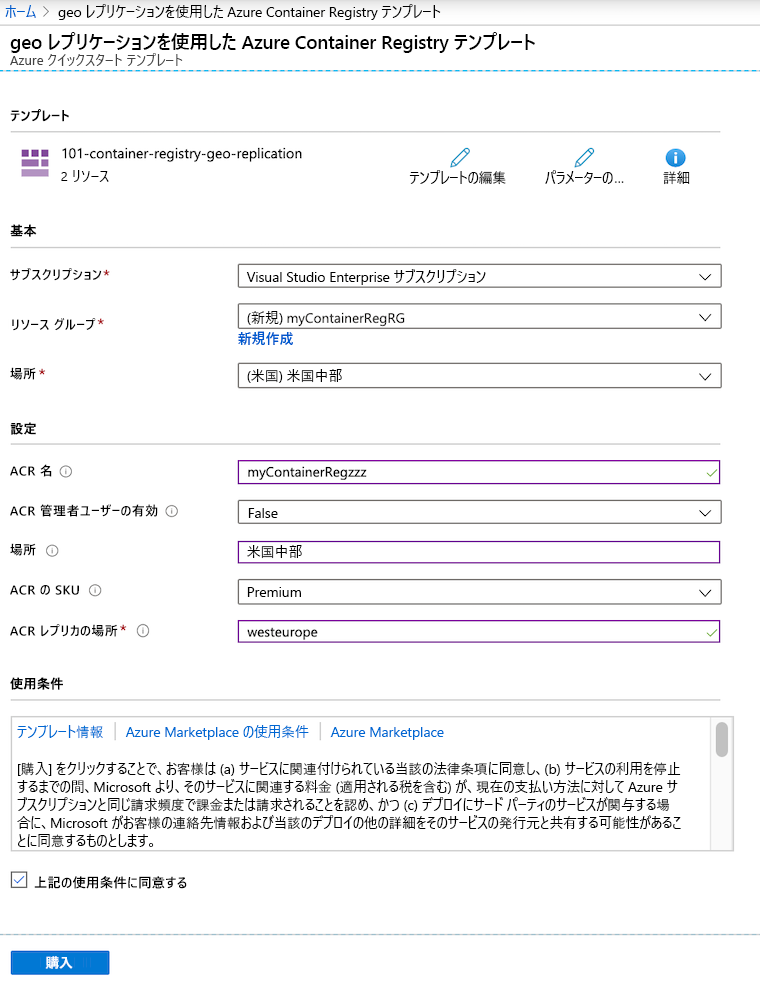 ホーム > geo レプリケーションを使用した Azure Container Registry テンプレート
geo レプリケーションを使用した Azure Container Registry テンプレート
Azure クイックスタート テンプレート
テンプレート
101-container-registry-geo-replication
2 リソース
テンプレートの編集
パラメーターの...
詳細
基本
サブスクリプション*
Visual Studio Enterprise サブスクリプション
リソース グループ*
(新規) myContainerRegRG
新規作成
場所*
(米国) 米国中部
設定
ACR 名
myContainerRegzzz
ACR 管理者ユーザーの有効
False
場所
米国中部
ACR の SKU
Premium
ACR レプリカの場所*
westeurope
使用条件
テンプレート情報 | Azure Marketplace の使用条件 | Azure Marketplace
[購入] をクリックすることで、お客様は (a) サービスに関連付けられている当該の法律条項に同意し、(b) サービスの利用を停止
するまでの間、Microsoft より、そのサービスに関連する料金 (適用される税を含む) が、現在の支払い方法に対して Azure サ
ブスクリプションと同じ請求頻度で課金または請求されることを認め、かつ (c) デプロイにサード パーティのサービスが関与する場
合に、Microsoft がお客様の連絡先情報および当該のデプロイの他の詳細をそのサービスの発行元と共有する可能性があるこ
とに同意するものとします。
上記の使用条件に同意する
購入